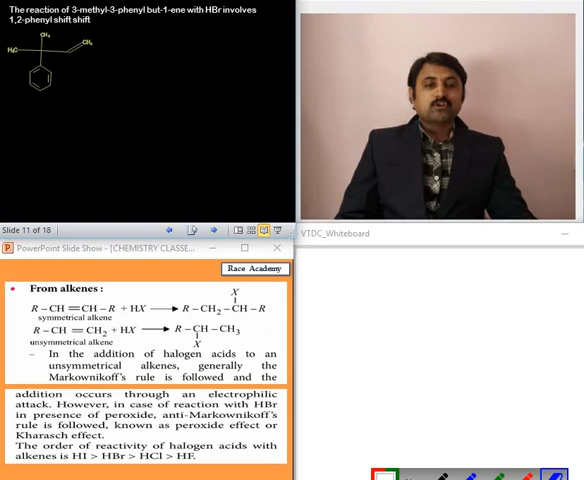 The reaction of 3-methyl-3-phenyl but-1-ene with HBr involves
1,2-phenyl shift shift
CH₃
CH₂
H₃C
Slide 11 of 18
VTDC_Whiteboard
PowerPoint Slide Show - [CHEMISTRY CLASSE...
Race Academy
• From alkenes :
X
R – CH = CH – R + HX ⟶ R – CH₂ – CH – R
symmetrical alkene
R – CH = CH₂ + HX ⟶ R – CH – CH₃
unsymmetrical alkene
X
– In the addition of halogen acids to an
unsymmetrical alkenes, generally the
Markownikoff's rule is followed and the
addition occurs through an electrophilic
attack. However, in case of reaction with HBr
in presence of peroxide, anti-Markownikoff's
rule is followed, known as peroxide effect or
Kharasch effect.
The order of reactivity of halogen acids with
alkenes is HI > HBr > HCl > HF.